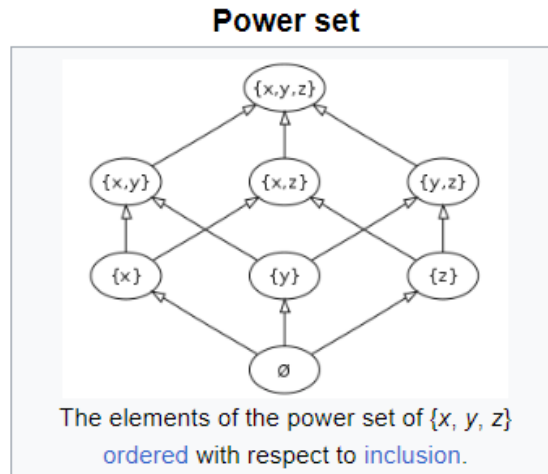 Power set
{x,y,z}
{x,y} {x,z} {y,z}
{x} {y} {z}
ø
The elements of the power set of {x, y, z}
ordered with respect to inclusion.